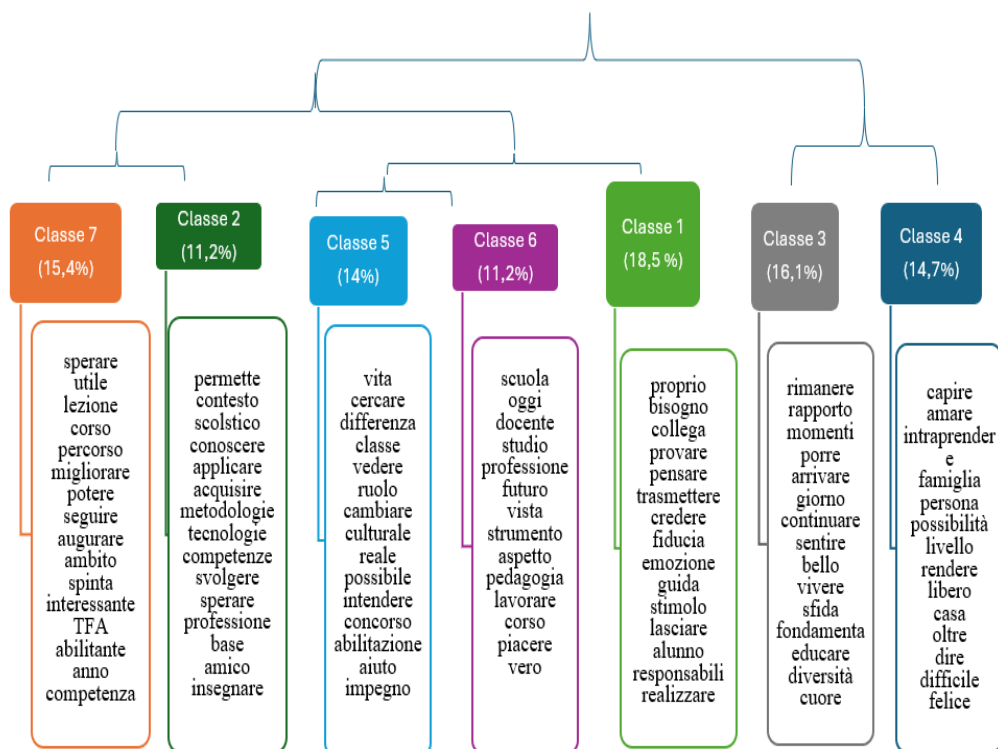 Classe 7
(15,4%)
sperare
utile
lezione
corso
percorso
migliorare
potere
seguire
augurare
ambito
spinta
interessante
TFA
abilitante
anno
competenza
Classe 2
(11,2%)
permette
contesto
scolstico
conoscere
applicare
acquisire
metodologie
tecnologie
competenze
svolgere
sperare
professione
base
amico
insegnare
Classe 5
(14%)
vita
cercare
differenza
classe
vedere
ruolo
cambiare
culturale
reale
possibile
intendere
concorso
abilitazione
aiuto
impegno
Classe 6
(11,2%)
scuola
oggi
docente
studio
professione
futuro
vista
strumento
aspetto
pedagogia
lavorare
corso
piacere
vero
Classe 1
(18,5 %)
proprio
bisogno
collega
provare
pensare
trasmettere
credere
fiducia
emozione
guida
stimolo
lasciare
alunno
responsabili
realizzare
Classe 3
(16,1%)
rimanere
rapporto
momenti
porre
arrivare
giorno
continuare
sentire
bello
vivere
sfida
fondamenta
educare
diversità
cuore
Classe 4
(14,7%)
capire
amare
intraprender
e
famiglia
persona
possibilità
livello
rendere
libero
casa
oltre
dire
difficile
felice